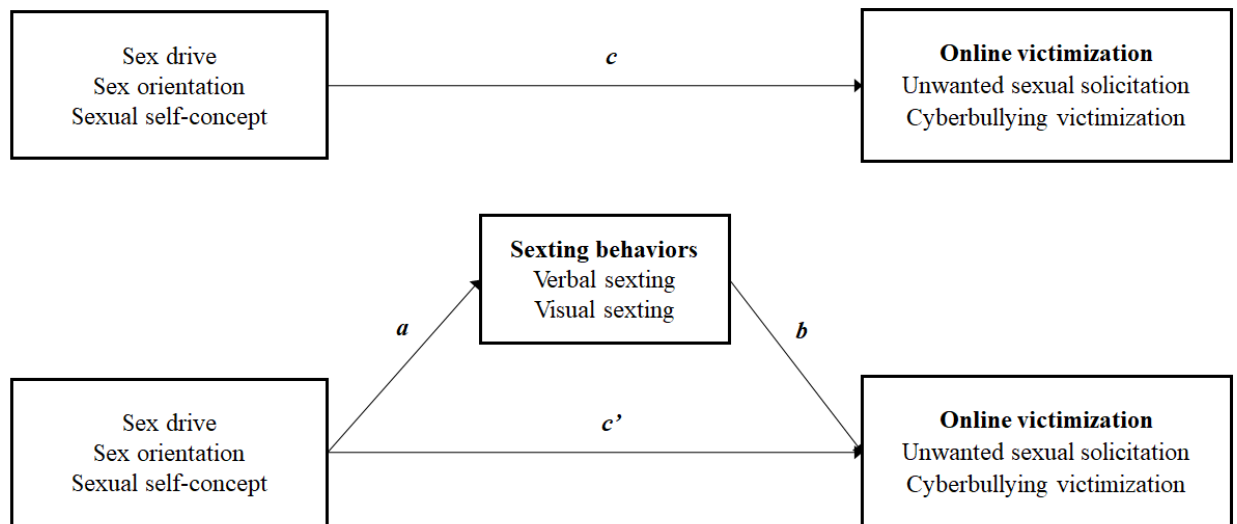 Sex drive
Sex orientation
Sexual self-concept
c
Online victimization
Unwanted sexual solicitation
Cyberbullying victimization
Sexting behaviors
Verbal sexting
Visual sexting
a
b
Sex drive
Sex orientation
Sexual self-concept
c’
Online victimization
Unwanted sexual solicitation
Cyberbullying victimization